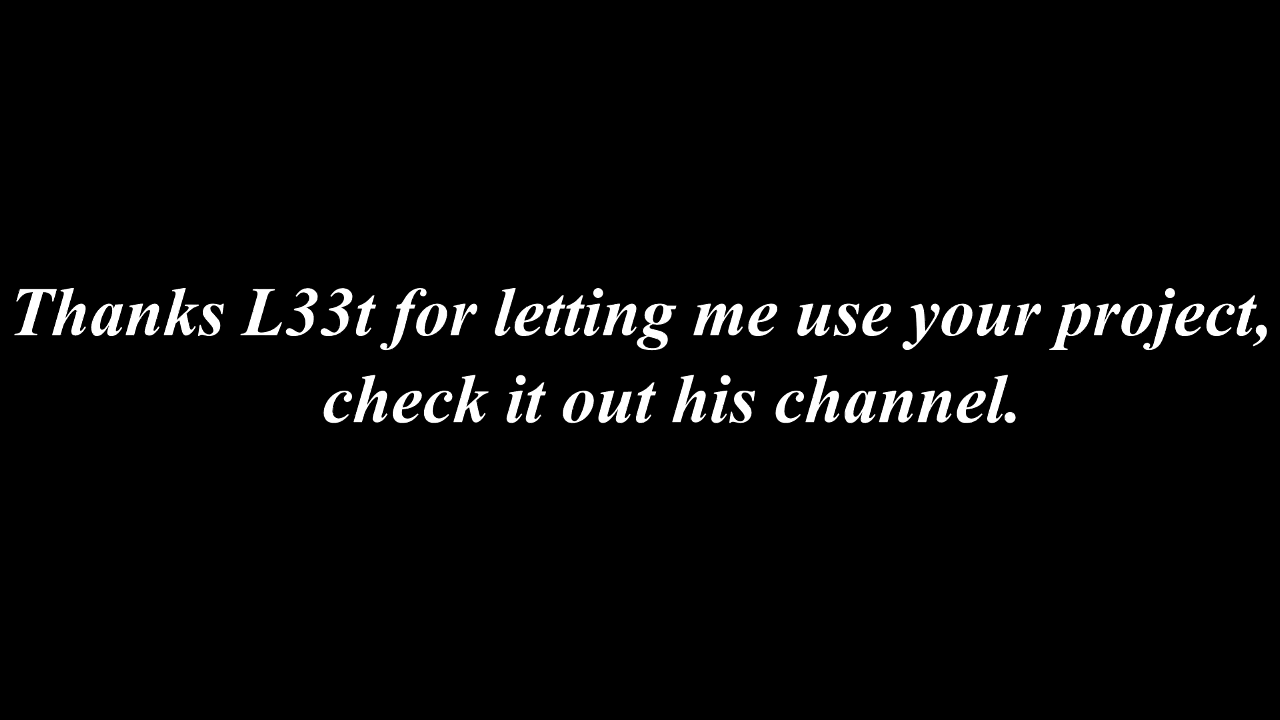 Thanks L33t for letting me use your project,
check it out his channel.